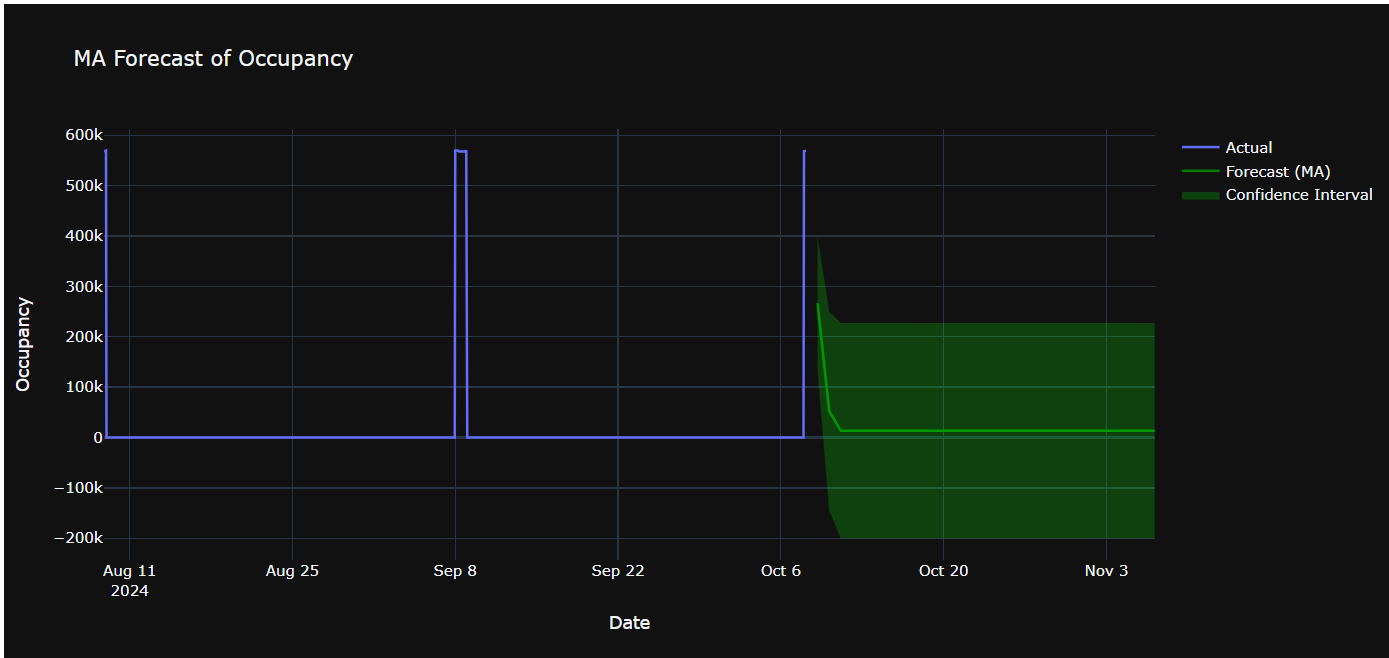 MA Forecast of Occupancy
600k
500k
400k
300k
200k
100k
0
−100k
−200k
Occupancy
Aug 11
2024
Aug 25
Sep 8
Sep 22
Oct 6
Oct 20
Nov 3
Date
Actual
Forecast (MA)
Confidence Interval